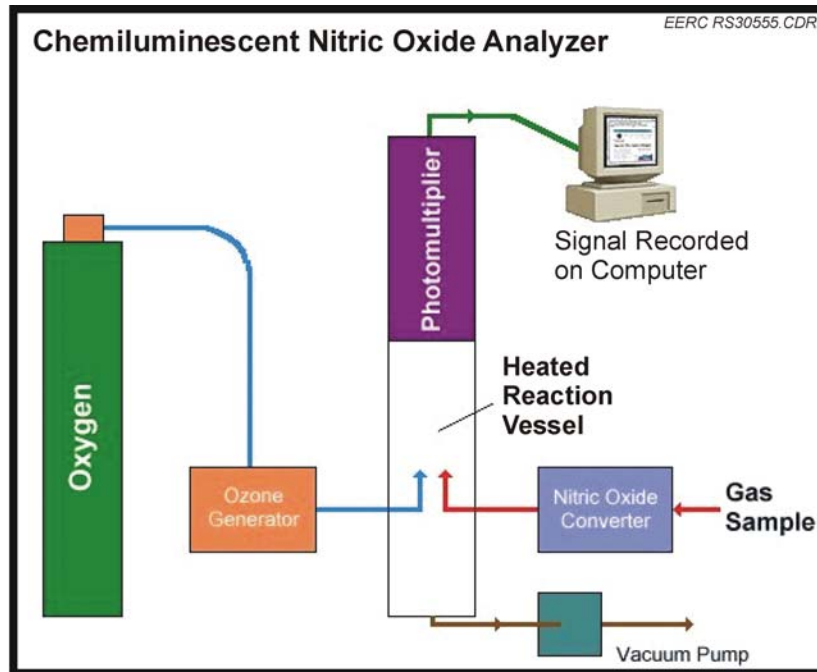 EERC RS30555.CDR
Chemiluminescent Nitric Oxide Analyzer
Photomultiplier
Signal Recorded
on Computer
Oxygen
Heated
Reaction
Vessel
Ozone
Generator
Nitric Oxide
Converter
Gas
Sample
Vacuum Pump